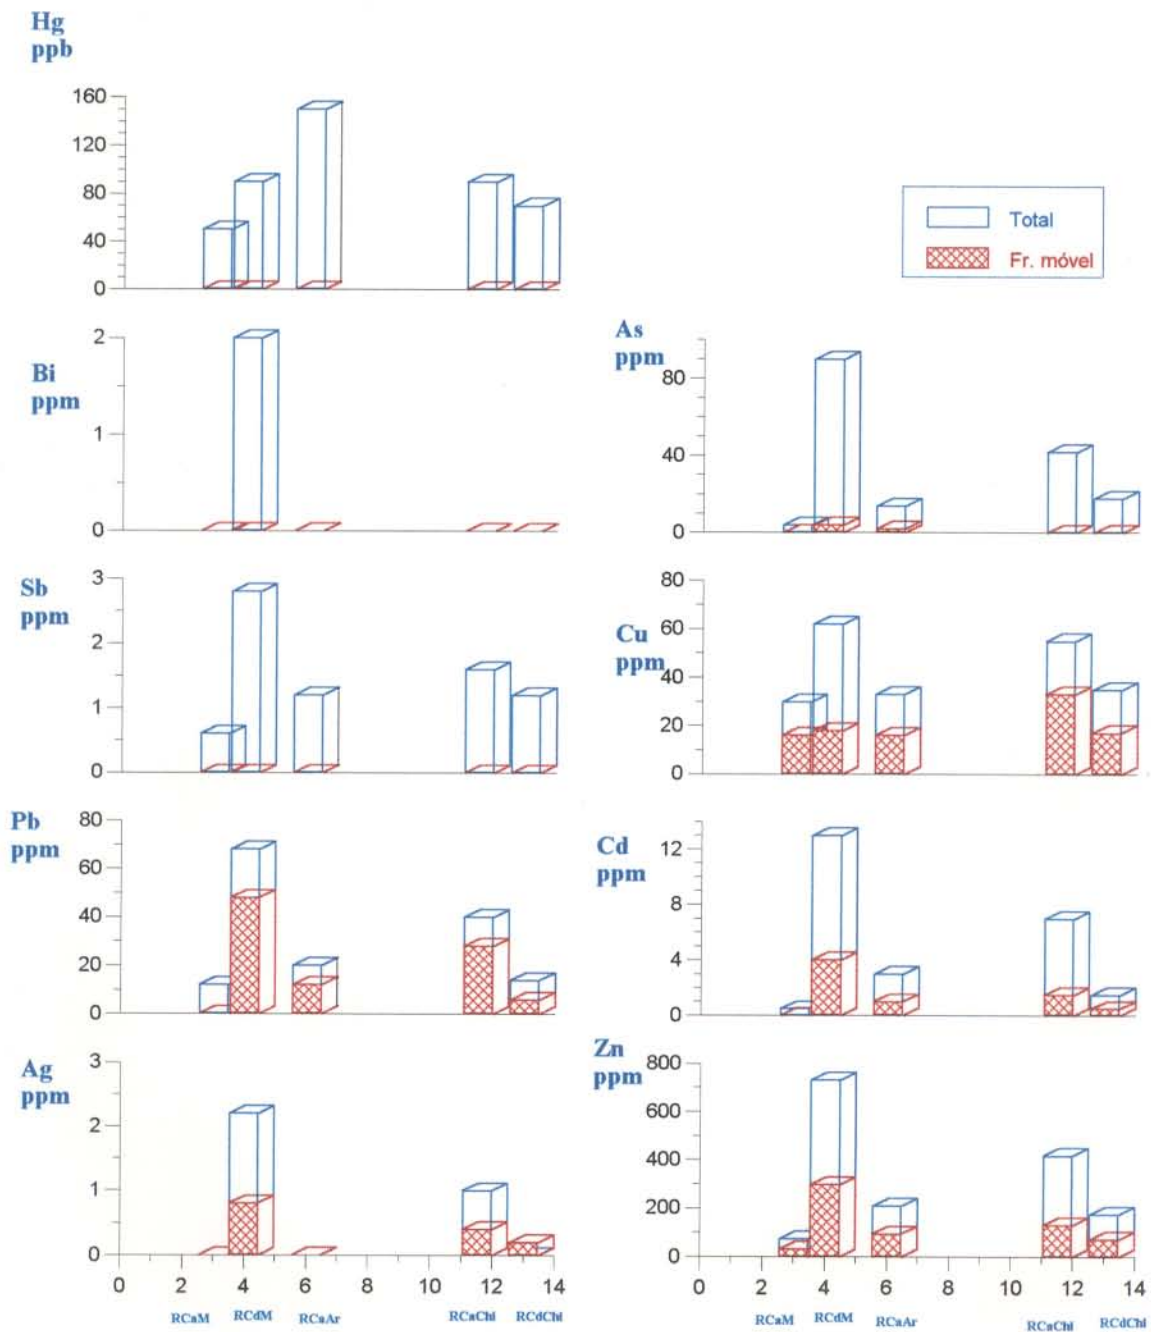 Hg
ppb
160
120
80
40
0
Total
Fr. móvel
Bi
ppm
2
1
0
As
ppm
80
40
0
Sb
ppm
3
2
1
0
Cu
ppm
80
60
40
20
0
Pb
ppm
80
60
40
20
0
Cd
ppm
12
8
4
0
Ag
ppm
3
2
1
0
0 2 4 6 8 10 12 14
RCaM RCdM RCaAr RCaChl RCdChl
Zn
ppm
800
600
400
200
0
0 2 4 6 8 10 12 14
RCaM RCdM RCaAr RCaChl RCdChl